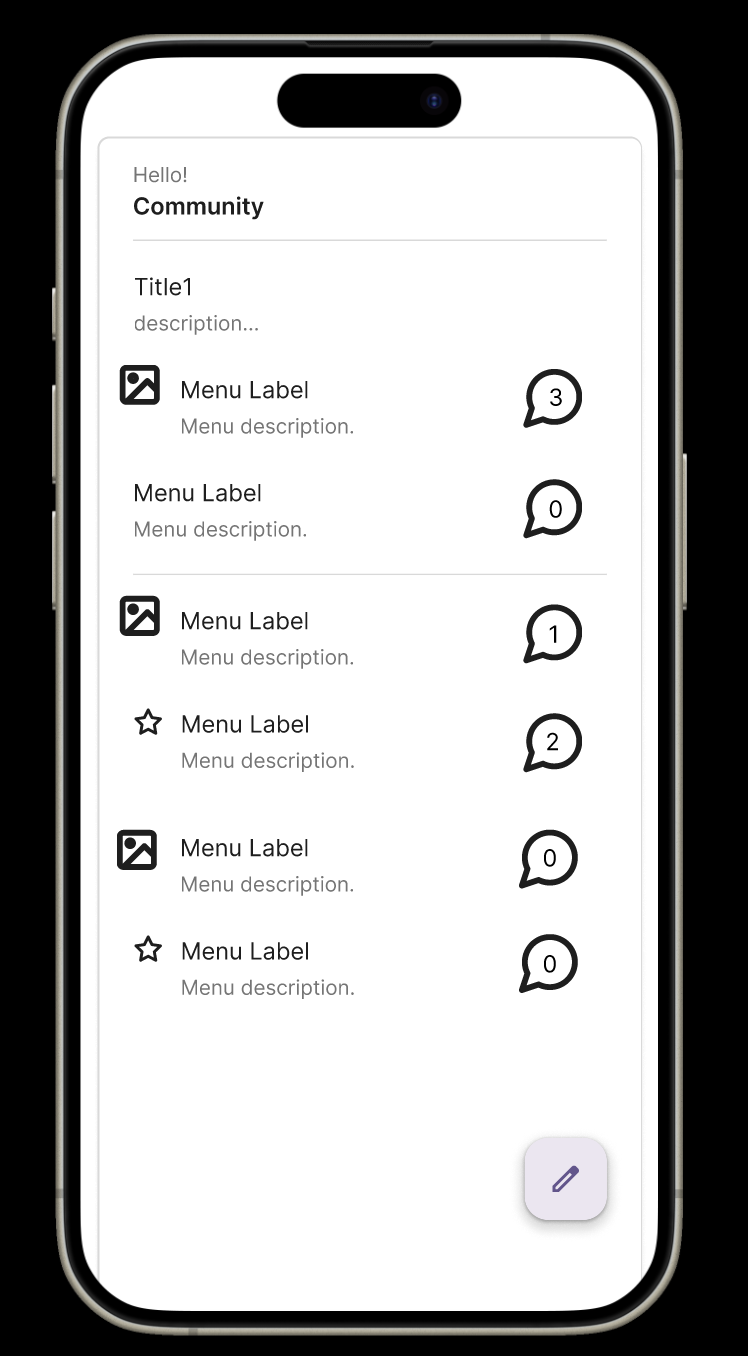 Hello!
Community
Title1
description...
Menu Label
3
Menu description.
Menu Label
0
Menu description.
Menu Label
1
Menu description.
Menu Label
2
Menu description.
Menu Label
0
Menu description.
Menu Label
0
Menu description.